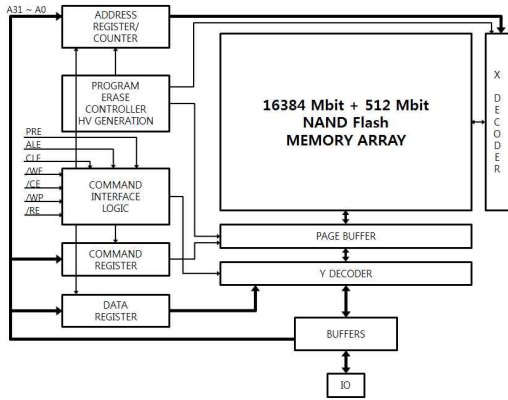 A31 ~ A0
ADDRESS
REGISTER/
COUNTER
PROGRAM
ERASE
CONTROLLER
HV GENERATION
16384 Mbit + 512 Mbit
NAND Flash
MEMORY ARRAY
X
D
E
C
O
D
E
R
PRE
ALE
CLE
/WE
/CE
/WP
/RE
COMMAND
INTERFACE
LOGIC
PAGE BUFFER
COMMAND
REGISTER
Y DECODER
DATA
REGISTER
BUFFERS
IO